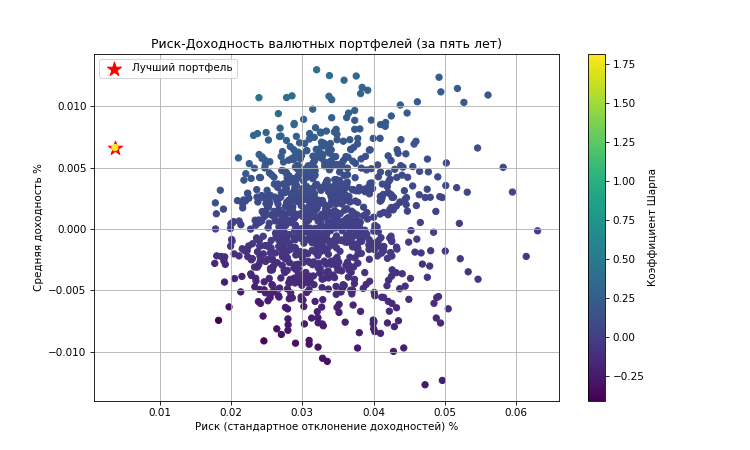 Риск-Доходность валютных портфелей (за пять лет)
Лучший портфель
Средняя доходность %
0.010
0.005
0.000
−0.005
−0.010
0.01 0.02 0.03 0.04 0.05 0.06
Риск (стандартное отклонение доходностей) %
1.75
1.50
1.25
1.00
0.75
0.50
0.25
0.00
−0.25
Коэффициент Шарпа